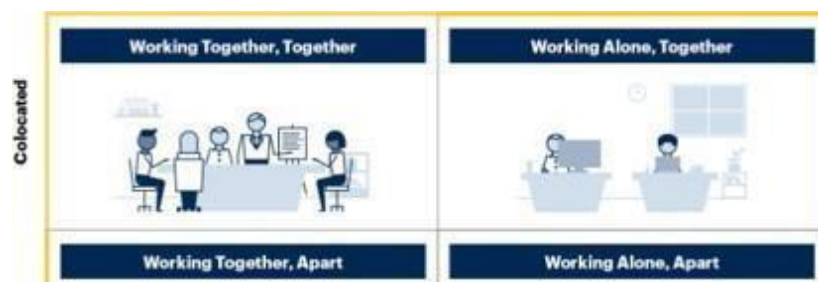 Colocated
Working Together, Together
Working Alone, Together
Working Together, Apart
Working Alone, Apart